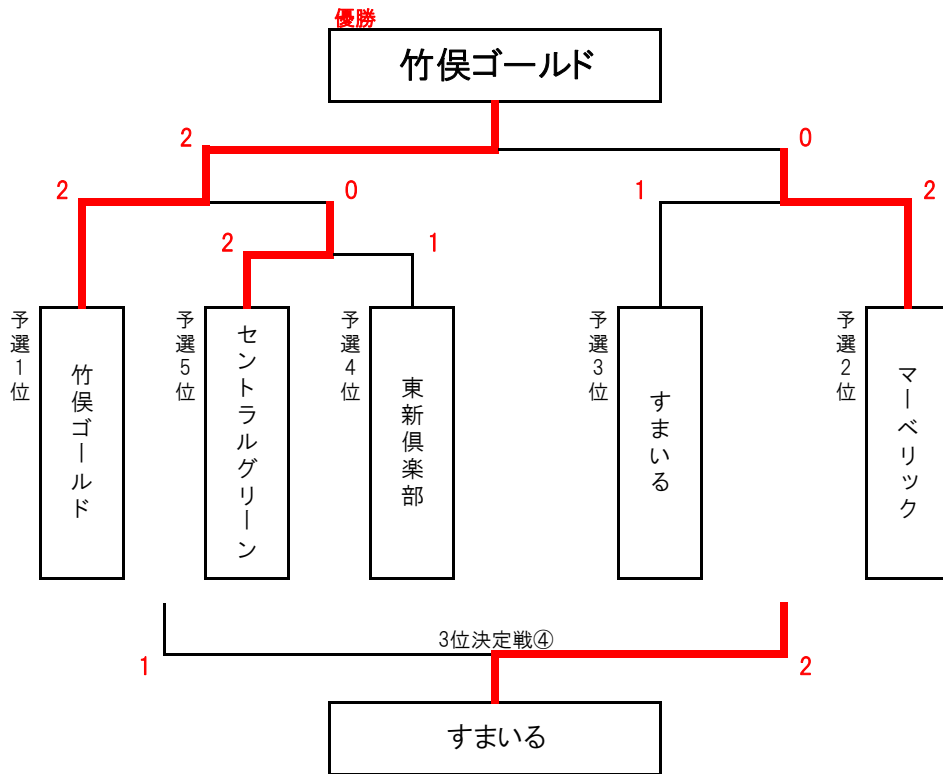 優勝
竹俣ゴールド
2
0
2
0
1
2
2
1
予選1位
竹俣ゴールド
予選5位
セントラルグリーン
予選4位
東新倶楽部
予選3位
すまいる
予選2位
マーベリック
3位決定戦④
1
2
すまいる